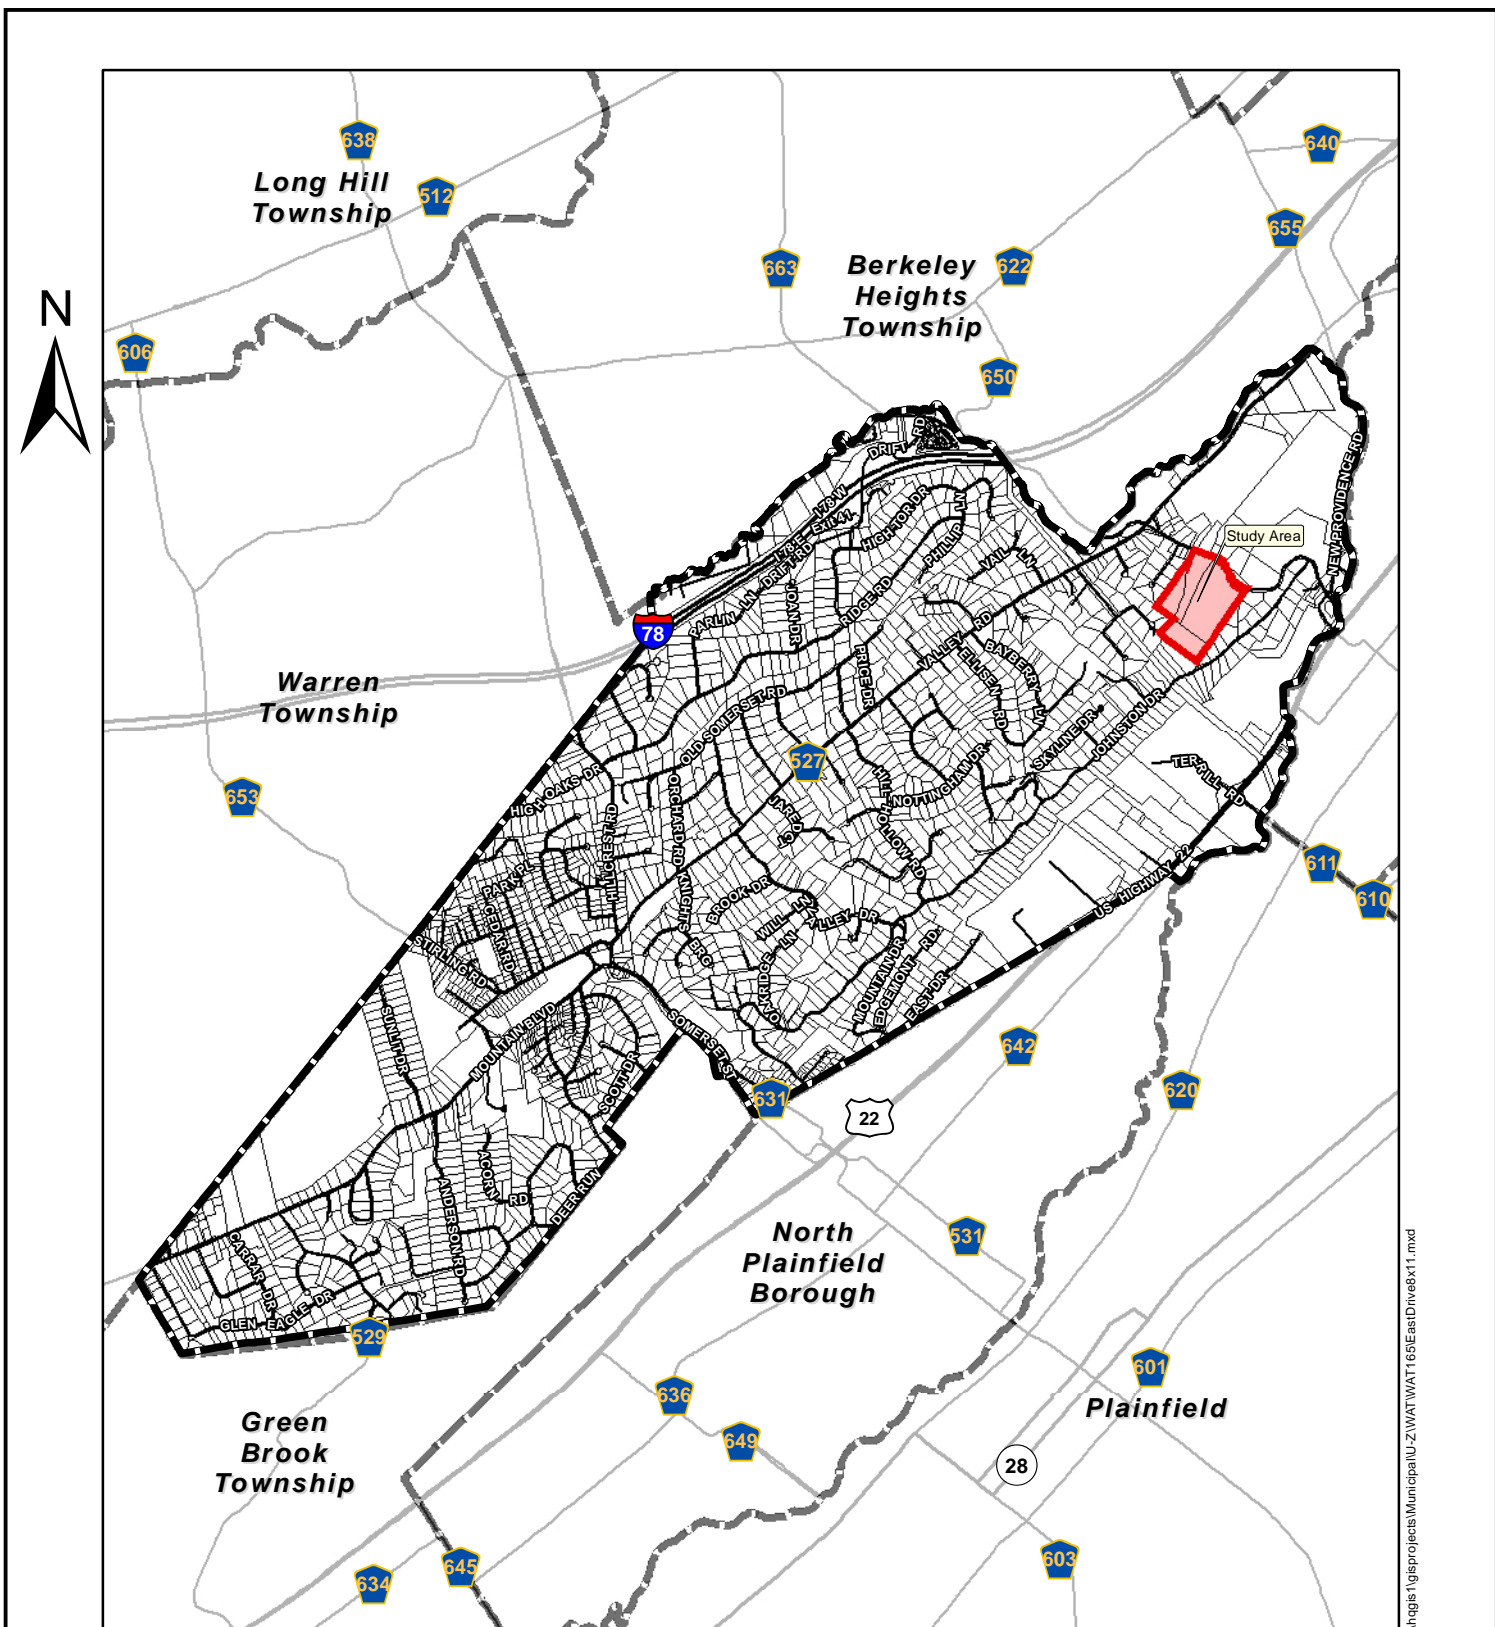 638
Long Hill
Township
512
640
655
663
Berkeley
Heights
Township
622
N
606
650
DRIFT RD
I-78 W
I-78 E Exit 41
DRIFT RD
HIGH TOR DR
PHILLIP LN
VAIL LN
NEW PROVIDENCE RD
Study Area
PARLIN LN
JOAN DR
RIDGE RD
78
VALLEY RD
PRICE DR
ELLISEN RD
BAYBERRY LN
Warren
Township
OLD SOMERSET RD
SKYLINE DR
JOHNSTON DR
527
TER HILL RD
653
HIGH OAKS DR
HILLCREST RD
ORCHARD RD
JARED CT
HILL HOLLOW RD
NOTTINGHAM DR
US HIGHWAY 22
611
610
PARK PL
CEDAR RD
KNIGHTS BRG
BROOK DR
WILL LN
VALLEY DR
STIRLING RD
OAKRIDGE LN
MOUNTAIN DR
EDGEMONT RD
EAST DR
SUNLIT DR
MOUNTAIN BLVD
SOMERSET ST
SCOTT DR
642
631
22
620
ACORN RD
ANDERSON RD
DEER RUN
North
Plainfield
Borough
531
CARRAR DR
GLEN EAGLE DR
529
601
Plainfield
636
Green
Brook
Township
649
28
634
645
603
hqgis1\gisprojects\Municipal\U-Z\WAT\WAT165\EastDrive8x11.mxd